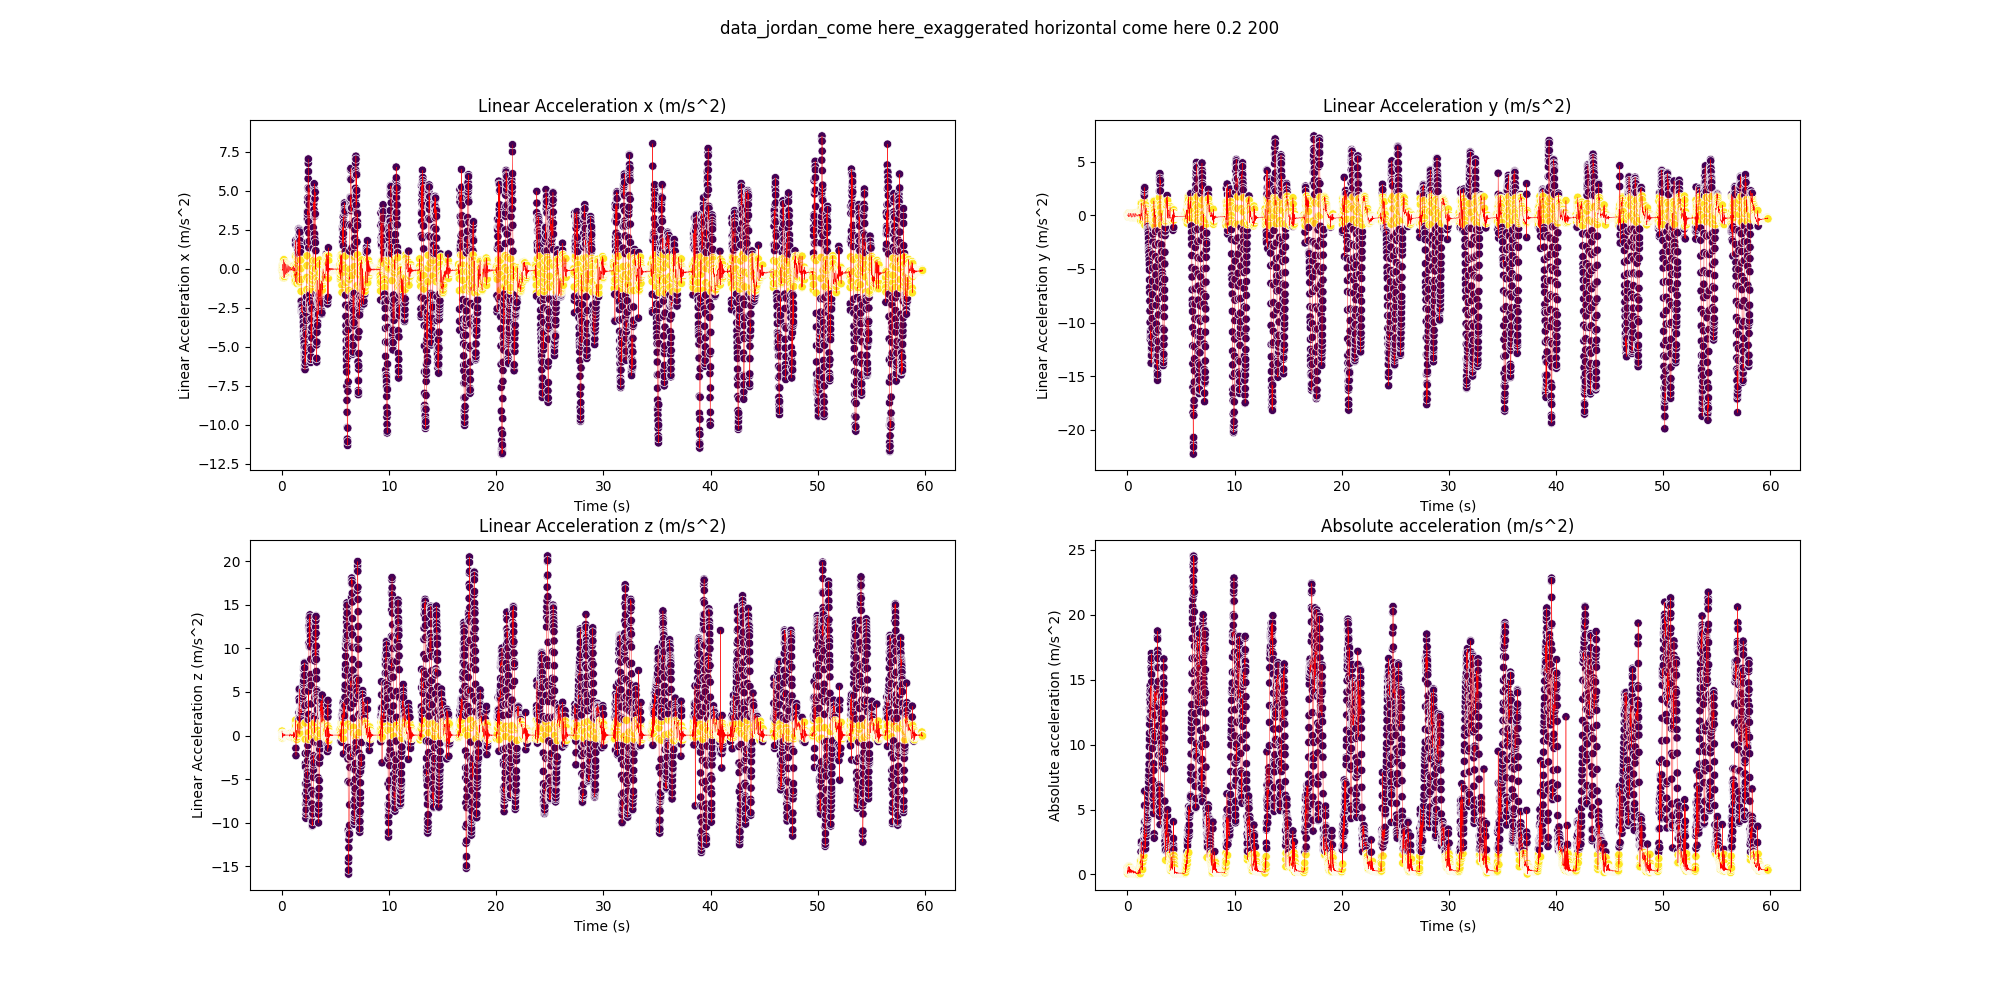 data_jordan_come here_exaggerated horizontal come here 0.2 200
Linear Acceleration x (m/s^2)
Linear Acceleration x (m/s^2)
7.5
5.0
2.5
0.0
−2.5
−5.0
−7.5
−10.0
−12.5
0 10 20 30 40 50 60
Time (s)
Linear Acceleration y (m/s^2)
Linear Acceleration y (m/s^2)
5
0
−5
−10
−15
−20
0 10 20 30 40 50 60
Time (s)
Linear Acceleration z (m/s^2)
Linear Acceleration z (m/s^2)
20
15
10
5
0
−5
−10
−15
0 10 20 30 40 50 60
Time (s)
Absolute acceleration (m/s^2)
Absolute acceleration (m/s^2)
25
20
15
10
5
0
0 10 20 30 40 50 60
Time (s)